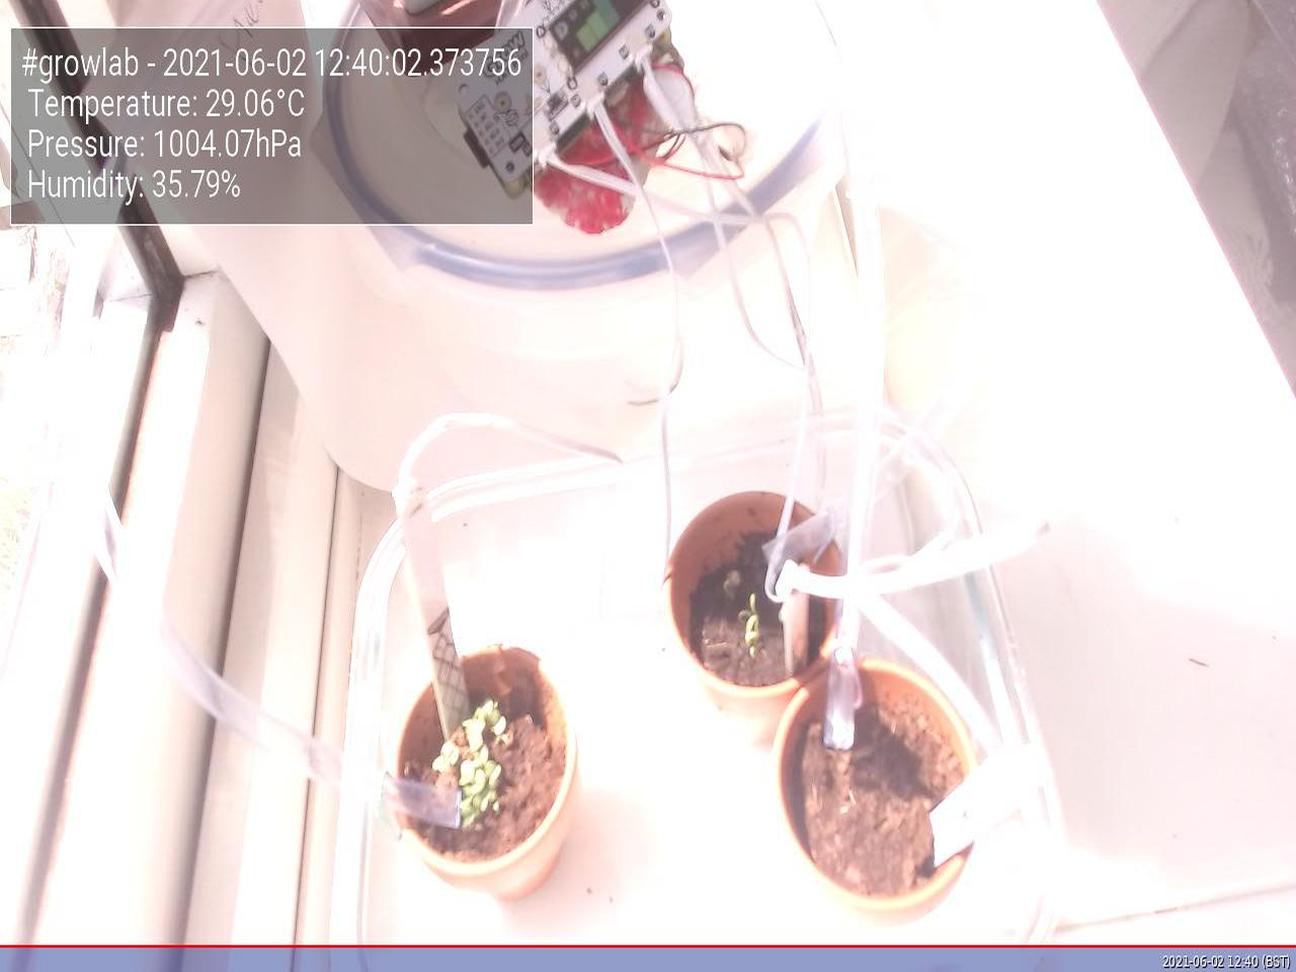 #growlab - 2021-06-02 12:40:02.373756
Temperature: 29.06°C
Pressure: 1004.07hPa
Humidity: 35.79%
2021-06-02 12:40 (BST)